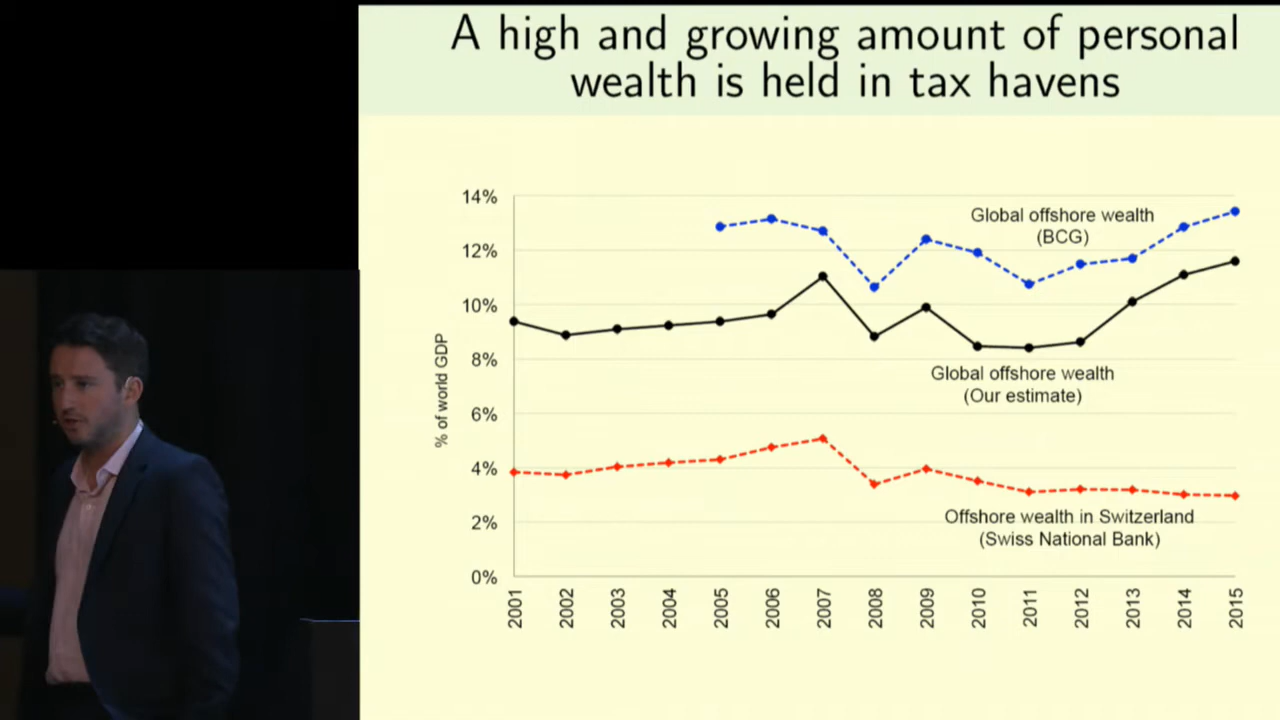 A high and growing amount of personal
wealth is held in tax havens
14%
12%
10%
8%
6%
4%
2%
0%
% of world GDP
Global offshore wealth
(BCG)
Global offshore wealth
(Our estimate)
Offshore wealth in Switzerland
(Swiss National Bank)
2001
2002
2003
2004
2005
2006
2007
2008
2009
2010
2011
2012
2013
2014
2015